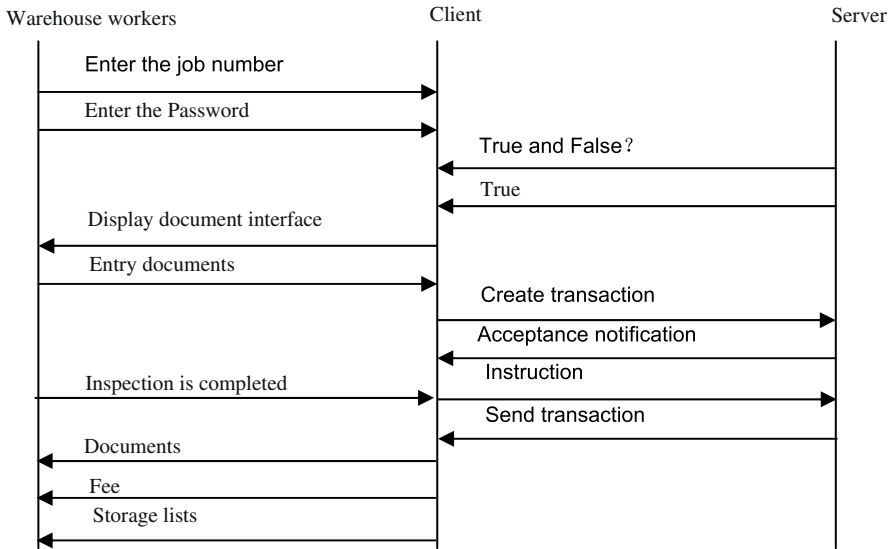 Warehouse workers
Client
Server
Enter the job number
Enter the Password
True and False？
True
Display document interface
Entry documents
Create transaction
Acceptance notification
Instruction
Inspection is completed
Send transaction
Documents
Fee
Storage lists